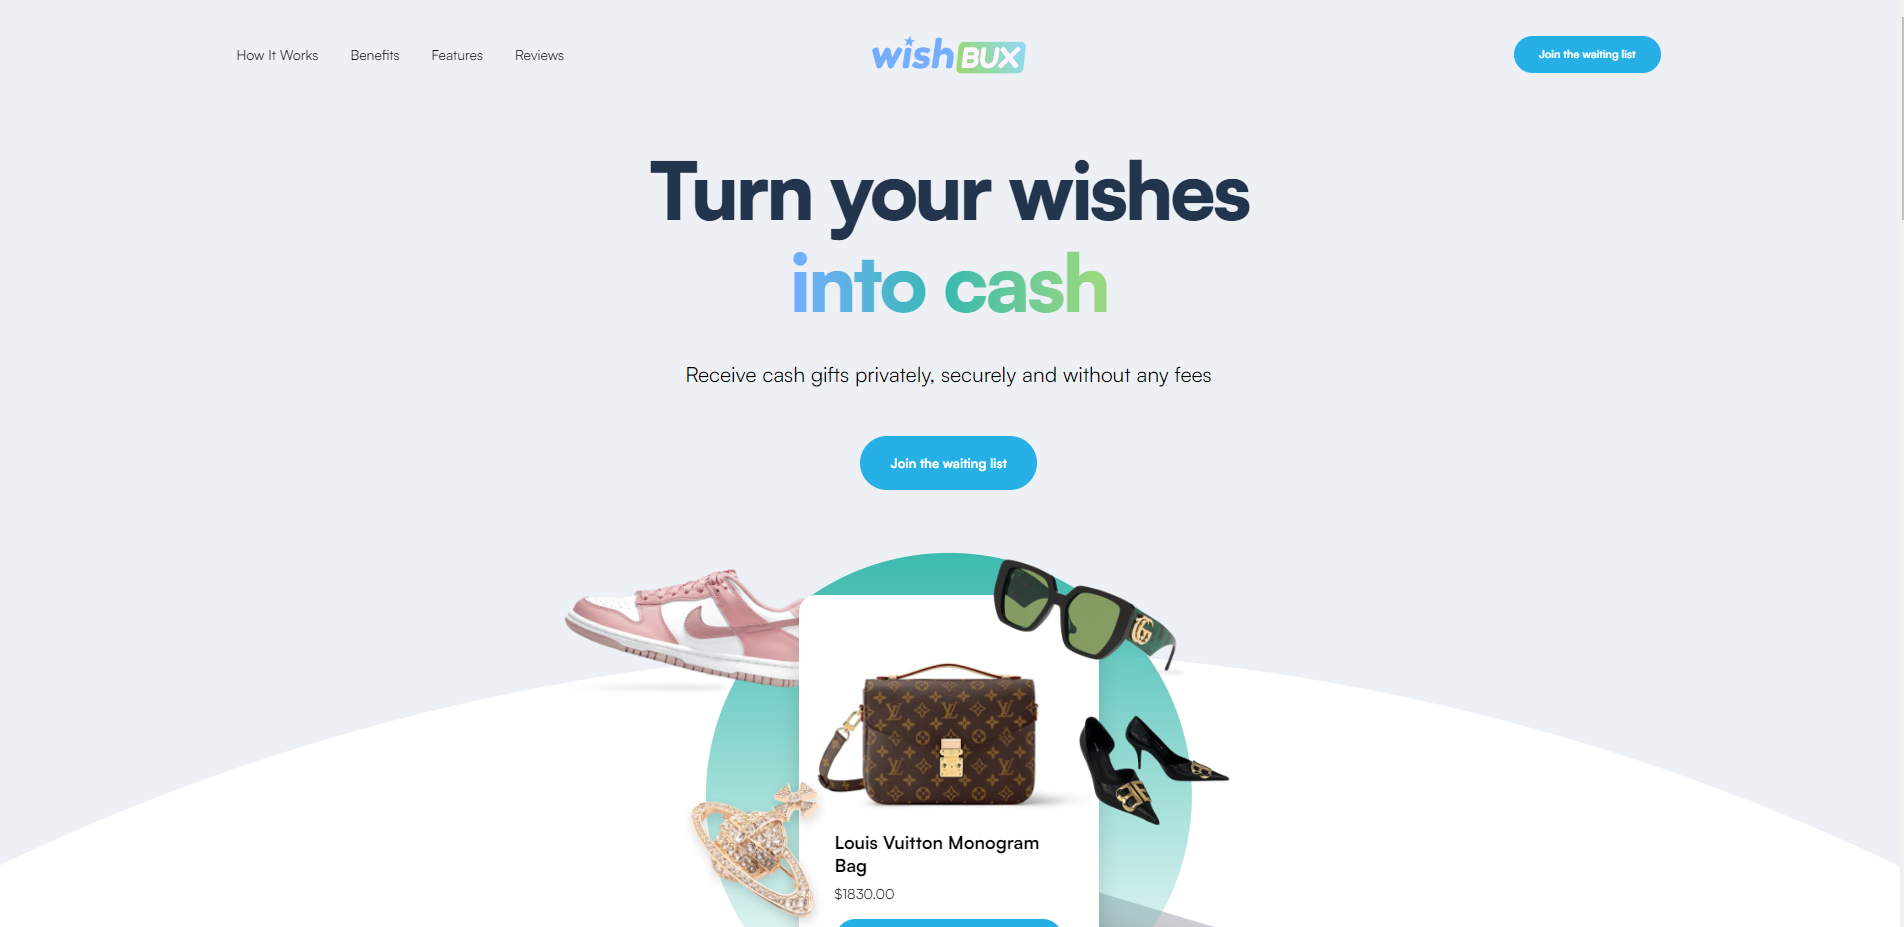 How It Works
Benefits
Features
Reviews
wishBUX
Join the waiting list
Turn your wishes
into cash
Receive cash gifts privately, securely and without any fees
Join the waiting list
Louis Vuitton Monogram
Bag
$1830.00